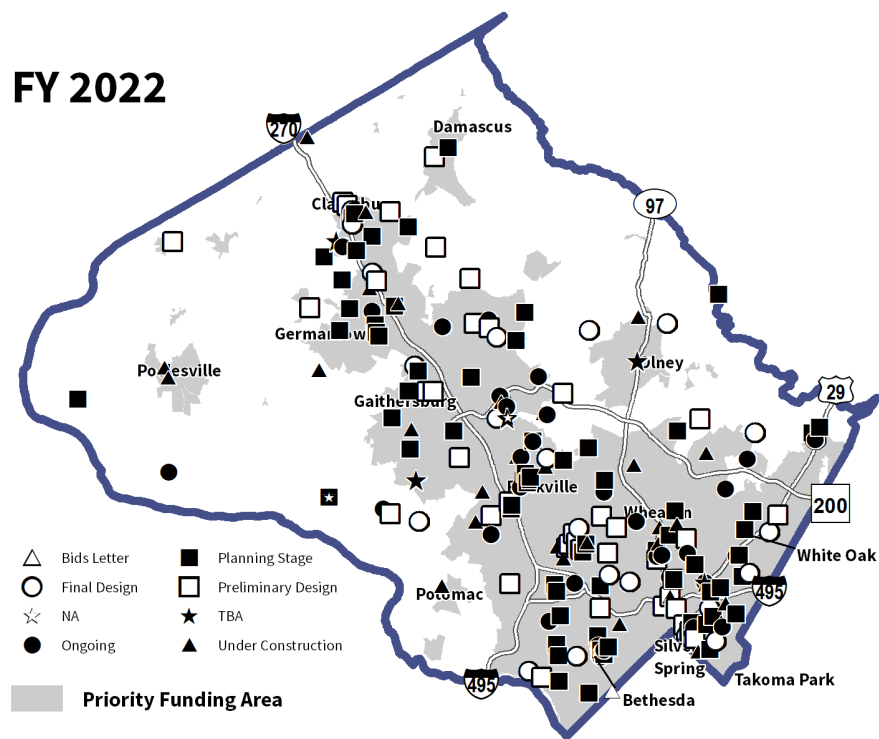 FY 2022
270
Damascus
97
Germantown
Poolesville
Olney
29
Gaithersburg
Rockville
200
Wheaton
White Oak
Potomac
495
Silver
Spring
Takoma Park
495
Bethesda
Bids Letter
Planning Stage
Final Design
Preliminary Design
NA
TBA
Ongoing
Under Construction
Priority Funding Area